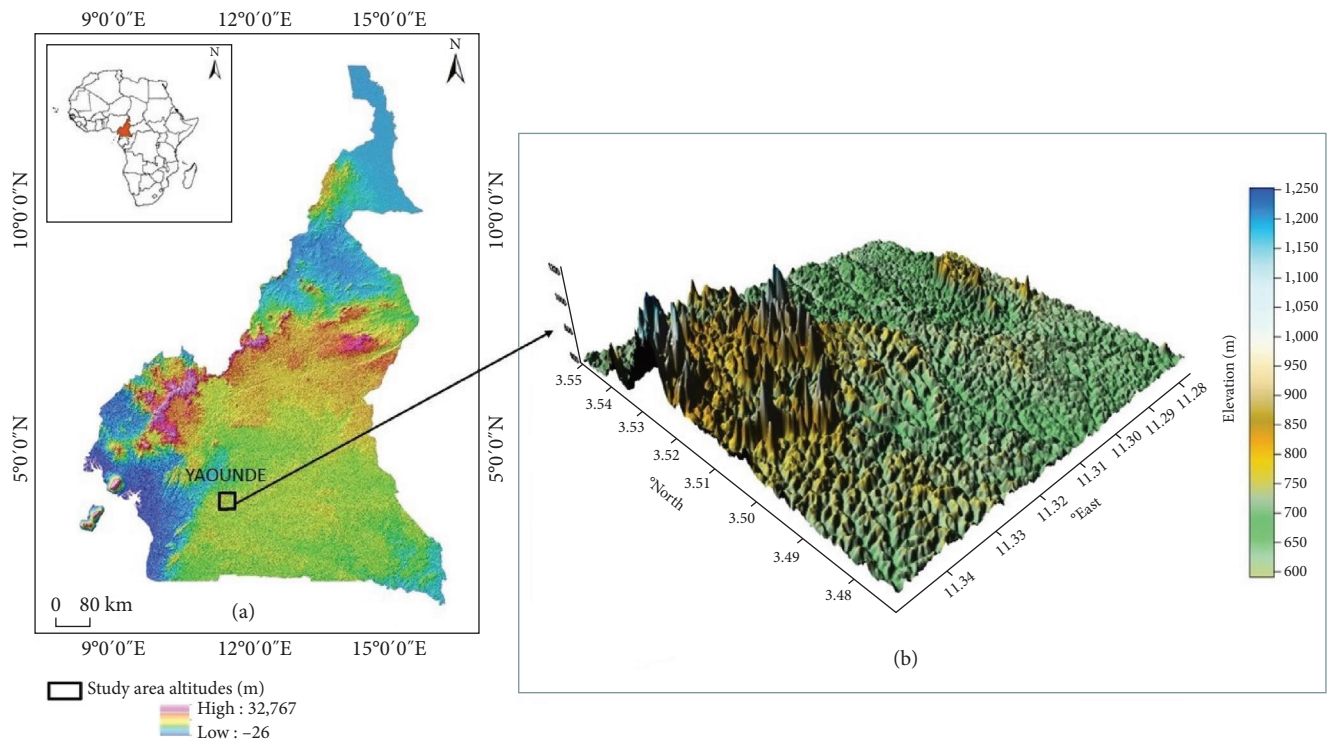 9°0′0″E 12°0′0″E 15°0′0″E
N
N
10°0′0″N
5°0′0″N
10°0′0″N
5°0′0″N
YAOUNDE
0 80 km
(a)
9°0′0″E 12°0′0″E 15°0′0″E
Study area altitudes (m)
High : 32,767
Low : –26
3.55
3.54
3.53
3.52
3.51
3.50
3.49
3.48
°North
11.34
11.33
11.32
11.31
11.30
11.29
11.28
°East
(b)
Elevation (m)
1,250
1,200
1,150
1,100
1,050
1,000
950
900
850
800
750
700
650
600